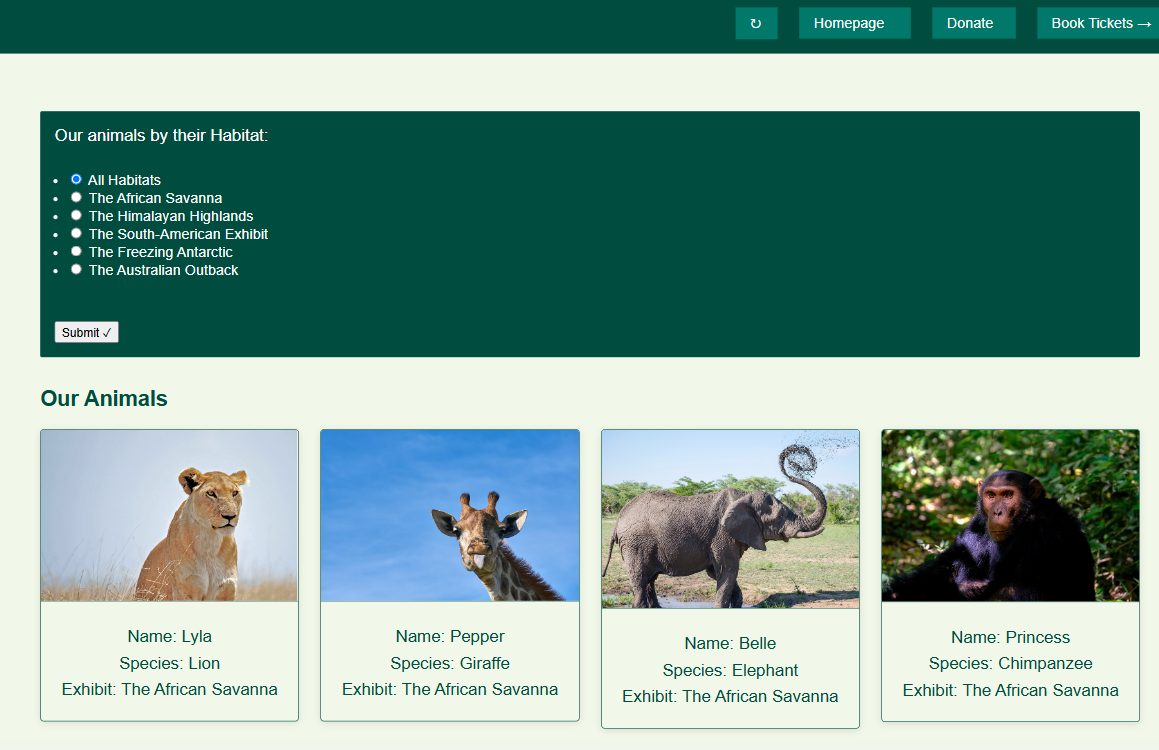 ↻ Homepage Donate Book Tickets →
Our animals by their Habitat:
All Habitats
The African Savanna
The Himalayan Highlands
The South-American Exhibit
The Freezing Antarctic
The Australian Outback
Submit ✓
Our Animals
Name: Lyla
Species: Lion
Exhibit: The African Savanna
Name: Pepper
Species: Giraffe
Exhibit: The African Savanna
Name: Belle
Species: Elephant
Exhibit: The African Savanna
Name: Princess
Species: Chimpanzee
Exhibit: The African Savanna